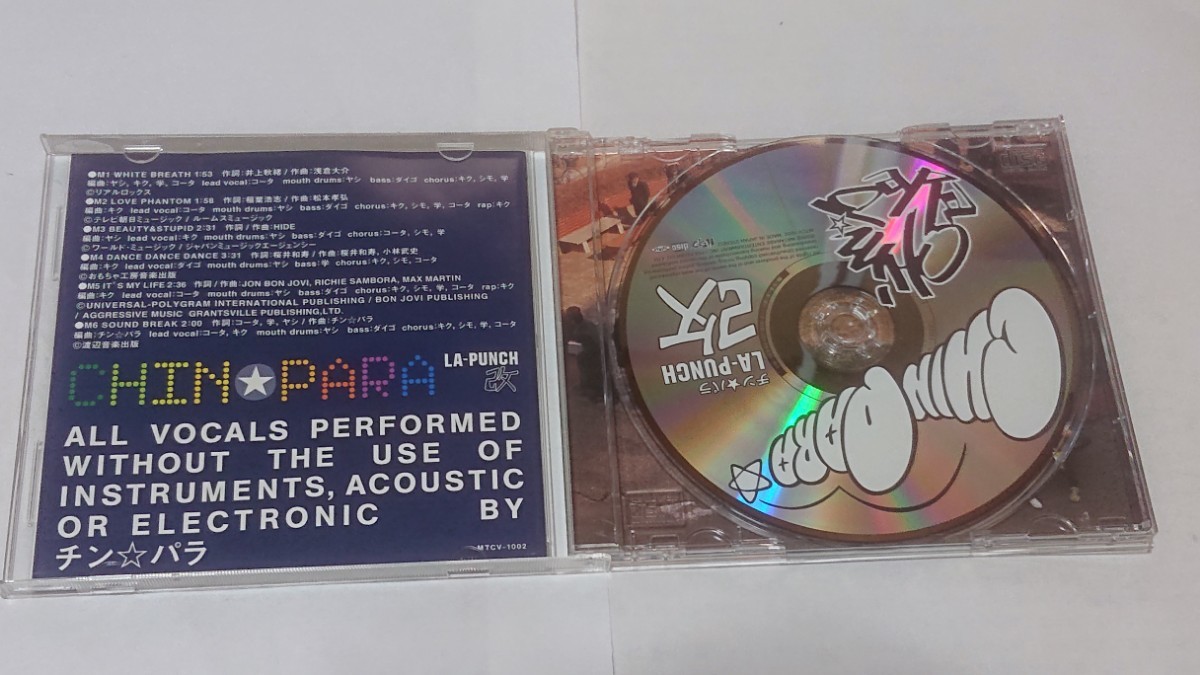 ●M1 WHITE BREATH 1:53 作詞：井上秋緒／作曲：浅倉大介
編曲：ヤシ，キク，学，コータ lead vocal：コータ mouth drums：ヤシ bass：ダイゴ chorus：キク，シモ，学
©リアルロックス
●M2 LOVE PHANTOM 1:58 作詞：稲葉浩志／作曲：松本孝弘
編曲：キク lead vocal：コータ mouth drums：ヤシ bass：ダイゴ chorus：キク，シモ，学，コータ rap：キク
©テレビ朝日ミュージック／ルームスミュージック
●M3 BEAUTY&STUPID 2:31 作詞／作曲：HIDE
編曲：ヤシ lead vocal：キク mouth drums：ヤシ bass：ダイゴ chorus：キク，シモ，学
©ワールド・ミュージック／ジャパンミュージックエージェンシー
●M4 DANCE DANCE DANCE 3:31 作詞：桜井和寿／作曲：桜井和寿，小林武史
編曲：キク lead vocal：ダイゴ mouth drums：ヤシ bass：学 chorus：キク，シモ，コータ
©おもちゃ工房音楽出版
●M5 IT'S MY LIFE 2:36 作詞／作曲：JON BON JOVI, RICHIE SAMBORA, MAX MARTIN
編曲：キク lead vocal：コータ mouth drums：ヤシ bass：ダイゴ chorus：キク，シモ，学，コータ rap：キク
©UNIVERSAL-POLYGRAM INTERNATIONAL PUBLISHING / BON JOVI PUBLISHING
/ AGGRESSIVE MUSIC GRANTSVILLE PUBLISHING,LTD.
●M6 SOUND BREAK 2:00 作詞：コータ，学，ヤシ／作曲：チン☆パラ
編曲：チン☆パラ lead vocal：コータ，キク mouth drums：ヤシ bass：ダイゴ chorus：キク，シモ，学，コータ
©渡辺音楽出版
CHIN★PARA LA-PUNCH
改
ALL VOCALS PERFORMED
WITHOUT THE USE OF
INSTRUMENTS, ACOUSTIC
OR ELECTRONIC BY
チン☆パラ
MTCV-1002
CHIN
PARA
チン☆パラ
LA-PUNCH
改